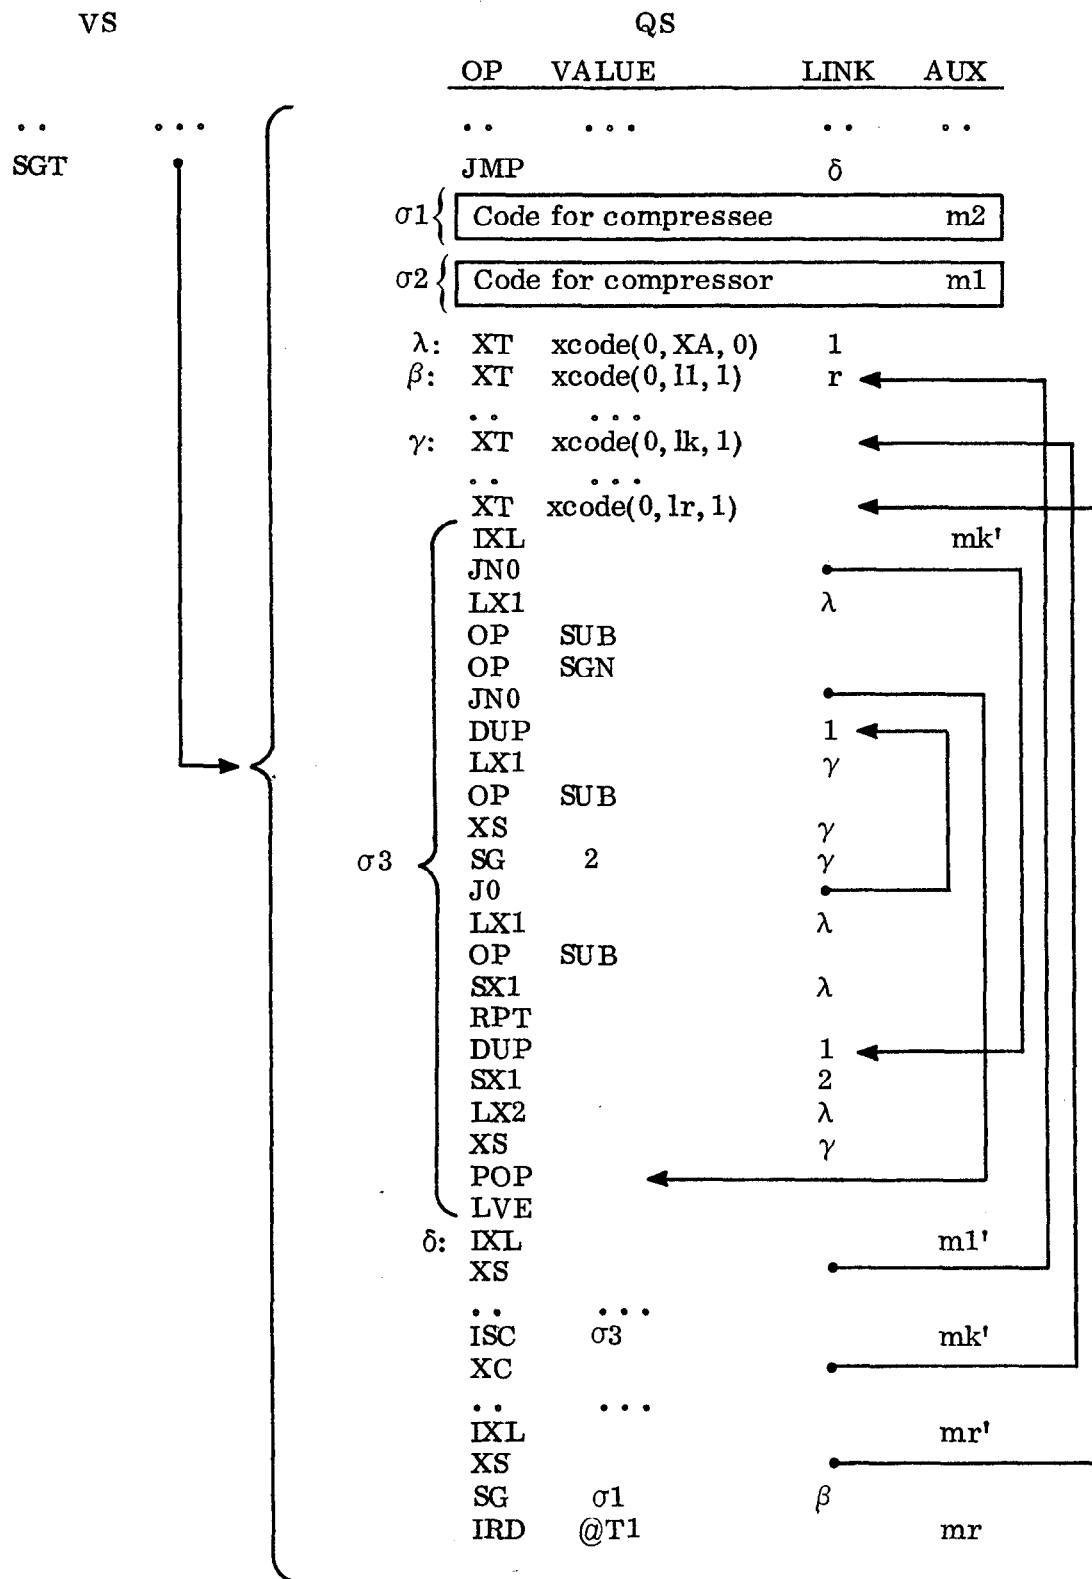 VS QS
OP VALUE LINK AUX
.. ... .. ... .. ..
SGT JMP δ
σ1 Code for compressee m2
σ2 Code for compressor m1
λ: XT xcode(0, XA, 0) 1
β: XT xcode(0, l1, 1) r
.. ...
γ: XT xcode(0, lk, 1)
.. ...
XT xcode(0, lr, 1)
IXL mk'
JN0
LX1 λ
OP SUB
OP SGN
JN0
DUP 1
LX1 γ
OP SUB
XS γ
σ3 SG 2 γ
J0
LX1 λ
OP SUB
SX1 λ
RPT
DUP 1
SX1 2
LX2 λ
XS γ
POP
LVE
δ: IXL m1'
XS
.. ...
ISC σ3 mk'
XC
.. ...
IXL mr'
XS
SG σ1 β
IRD @T1 mr